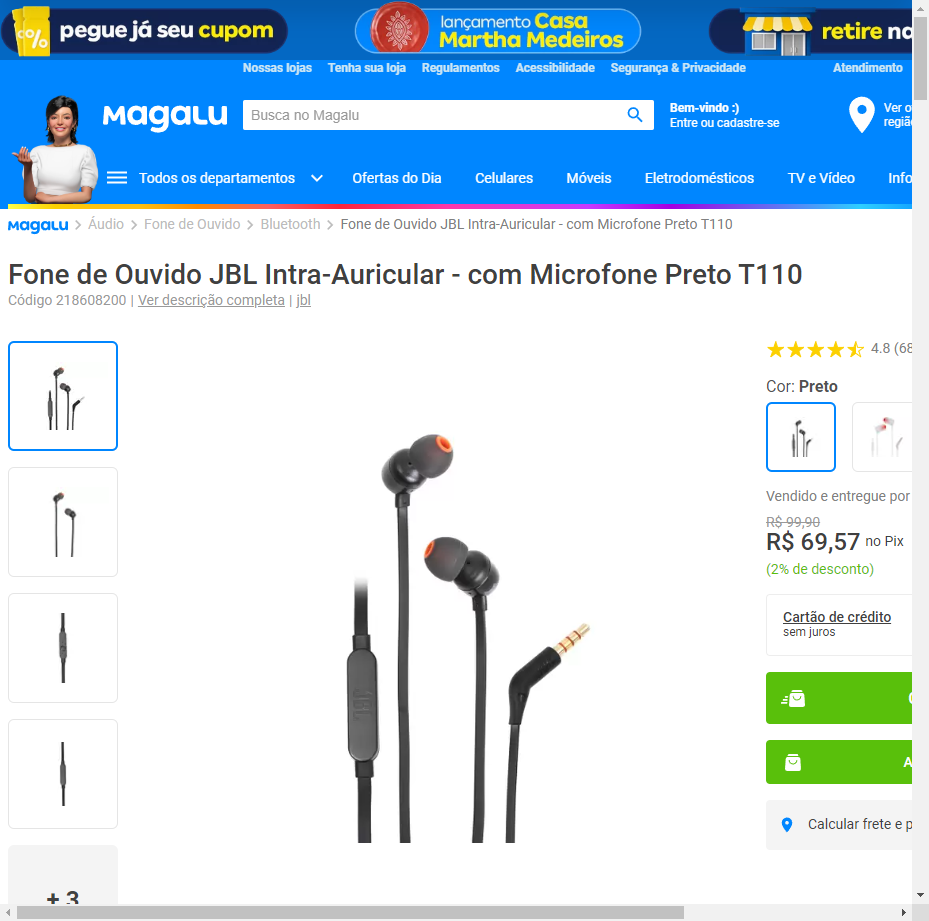 %
pegue já seu cupom
lançamento Casa
Martha Medeiros
retire
Nossas lojas Tenha sua loja Regulamentos Acessibilidade Segurança & Privacidade Atendimento
Magalu
Busca no Magalu
Bem-vindo :)
Entre ou cadastre-se
Ver
Todos os departamentos Ofertas do Dia Celulares Móveis Eletrodomésticos TV e Vídeo
Magalu > Áudio > Fone de Ouvido > Bluetooth > Fone de Ouvido JBL Intra-Auricular - com Microfone Preto T110
Fone de Ouvido JBL Intra-Auricular - com Microfone Preto T110
Código 218608200 | Ver descrição completa | jbl
4.8 (68
Cor: Preto
Vendido e entregue por
R$ 99,90
R$ 69,57 no Pix
(2% de desconto)
Cartão de crédito
sem juros
JBL
Calcular frete e
+ 3